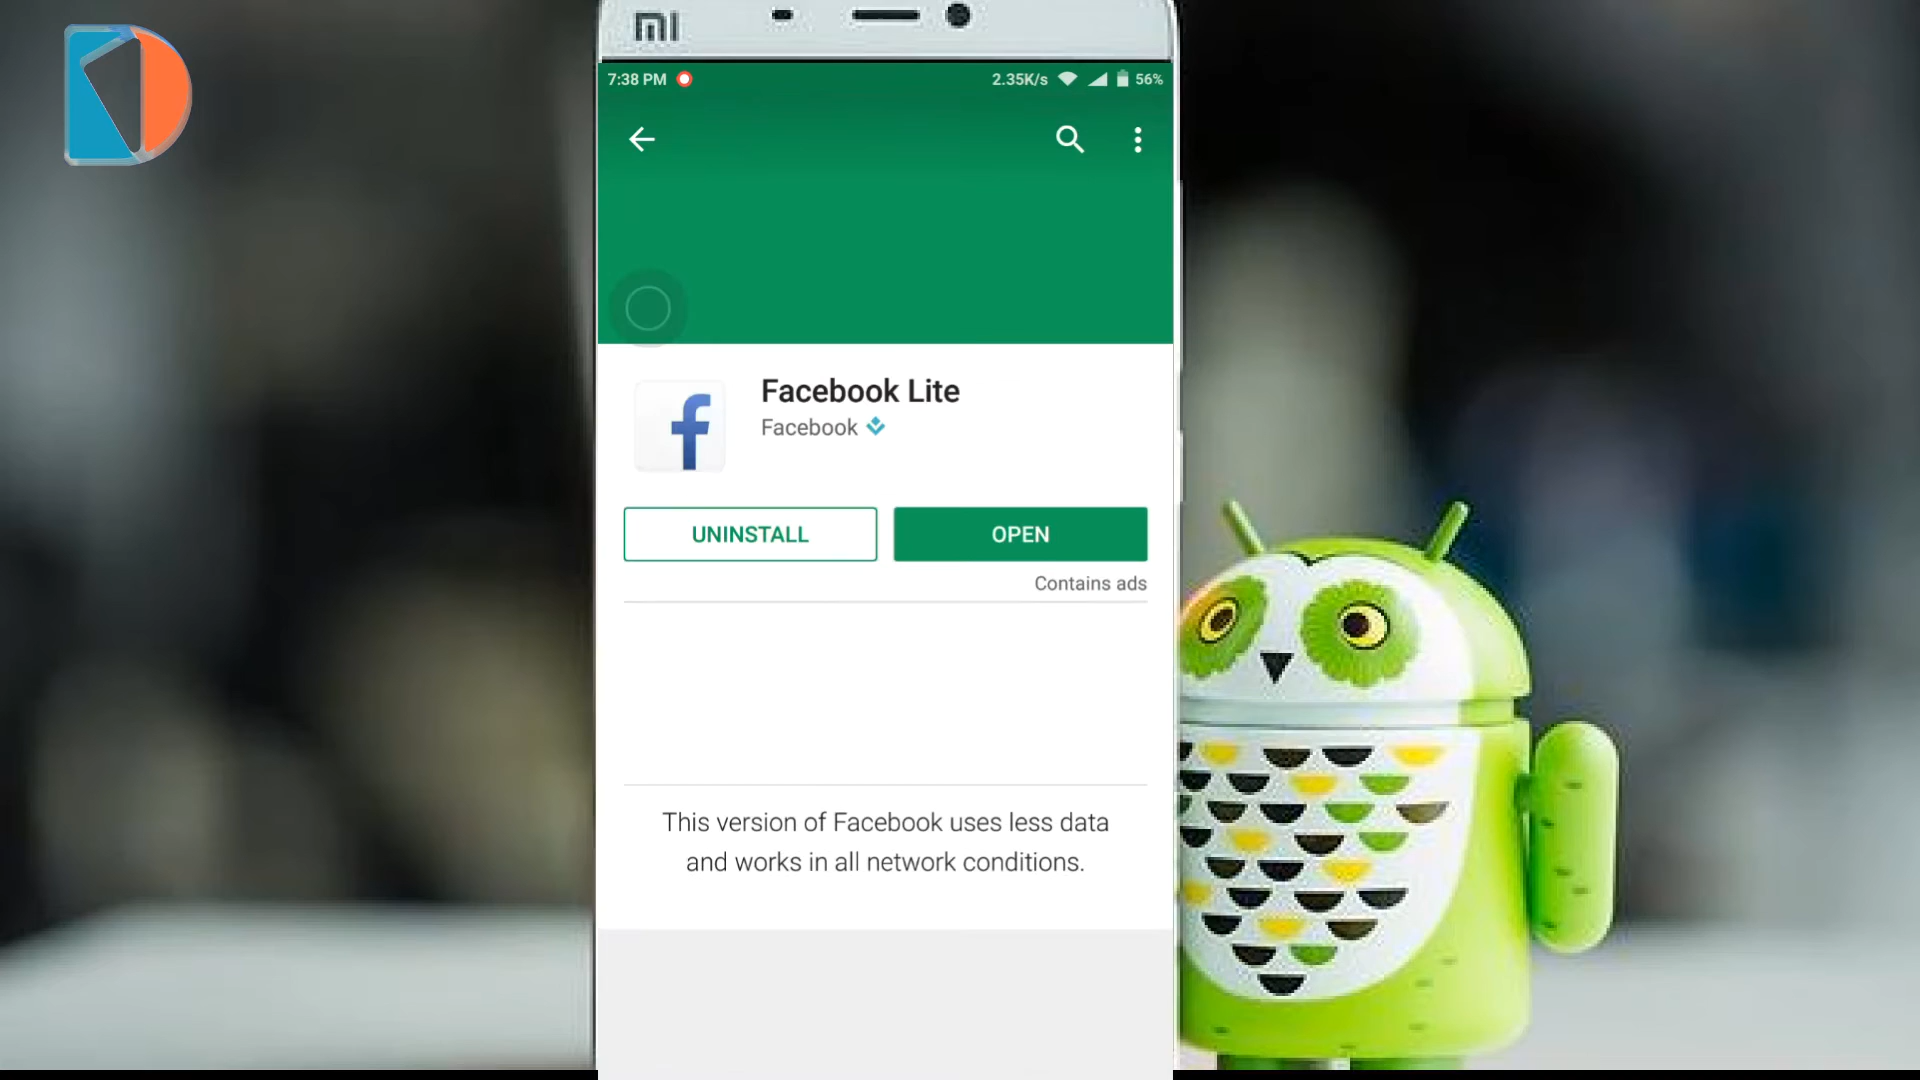 MI
7:38 PM 2.35K/s 56%
Facebook Lite
Facebook
UNINSTALL
OPEN
Contains ads
This version of Facebook uses less data
and works in all network conditions.